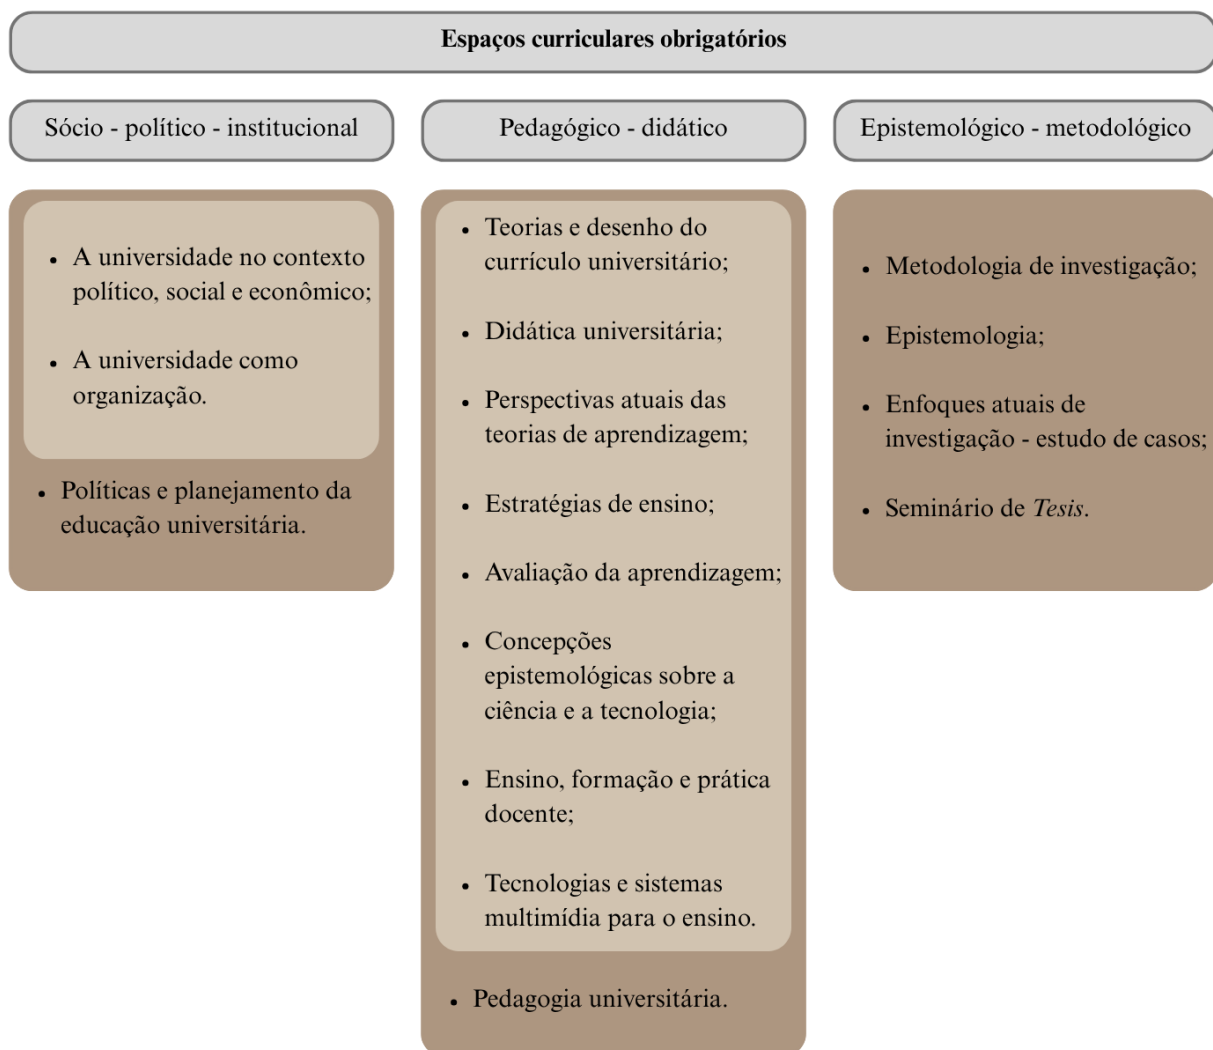 Espaços curriculares obrigatórios
Sócio - político - institucional
Pedagógico - didático
Epistemológico - metodológico
• A universidade no contexto
político, social e econômico;
• A universidade como
organização.
• Políticas e planejamento da
educação universitária.
• Teorias e desenho do
currículo universitário;
• Didática universitária;
• Perspectivas atuais das
teorias de aprendizagem;
• Estratégias de ensino;
• Avaliação da aprendizagem;
• Concepções
epistemológicas sobre a
ciência e a tecnologia;
• Ensino, formação e prática
docente;
• Tecnologias e sistemas
multimídia para o ensino.
• Pedagogia universitária.
• Metodologia de investigação;
• Epistemologia;
• Enfoques atuais de
investigação - estudo de casos;
• Seminário de Tesis.